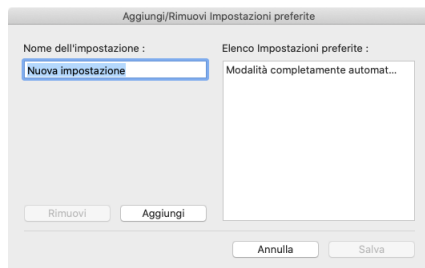 Aggiungi/Rimuovi Impostazioni preferite
Nome dell'impostazione :
Nuova impostazione
Elenco Impostazioni preferite :
Modalità completamente automat...
Rimuovi
Aggiungi
Annulla
Salva